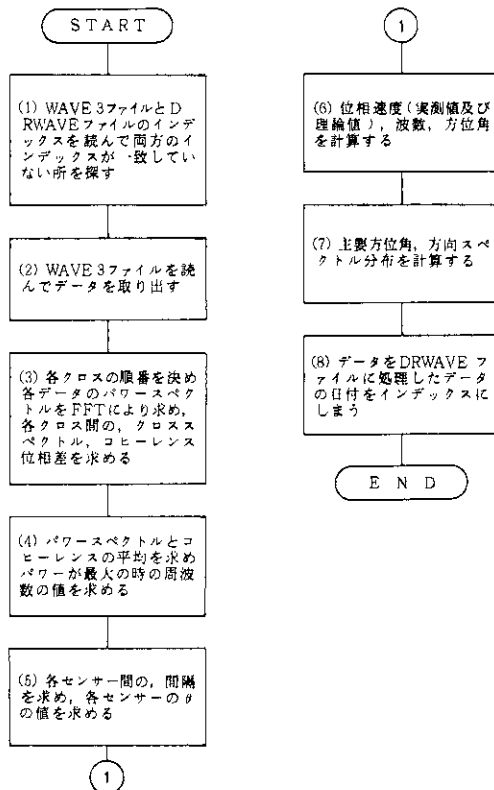 START
(1) WAVE3ファイルとD
RWAVEファイルのインデ
ックスを読んで両方のイ
ンデックスが一致してい
ない所を探す
(2) WAVE3ファイルを読
んでデータを取り出す
(3) 各クロスの順番を決め
各データのパワースペク
トルをFFTにより求め,
各クロス間の, クロスス
ペクトル, コヒーレンス
位相差を求める
(4) パワースペクトルとコ
ヒーレンスの平均を求め
パワーが最大の時の周波
数の値を求める
(5) 各センサー間の, 間隔
を求め, 各センサーのθ
の値を求める
1
1
(6) 位相速度(実測値及び
理論値), 波数, 方位角
を計算する
(7) 主要方位角, 方向スペ
クトル分布を計算する
(8) データをDRWAVEフ
ァイルに処理したデータ
の日付をインデックスに
しまう
END